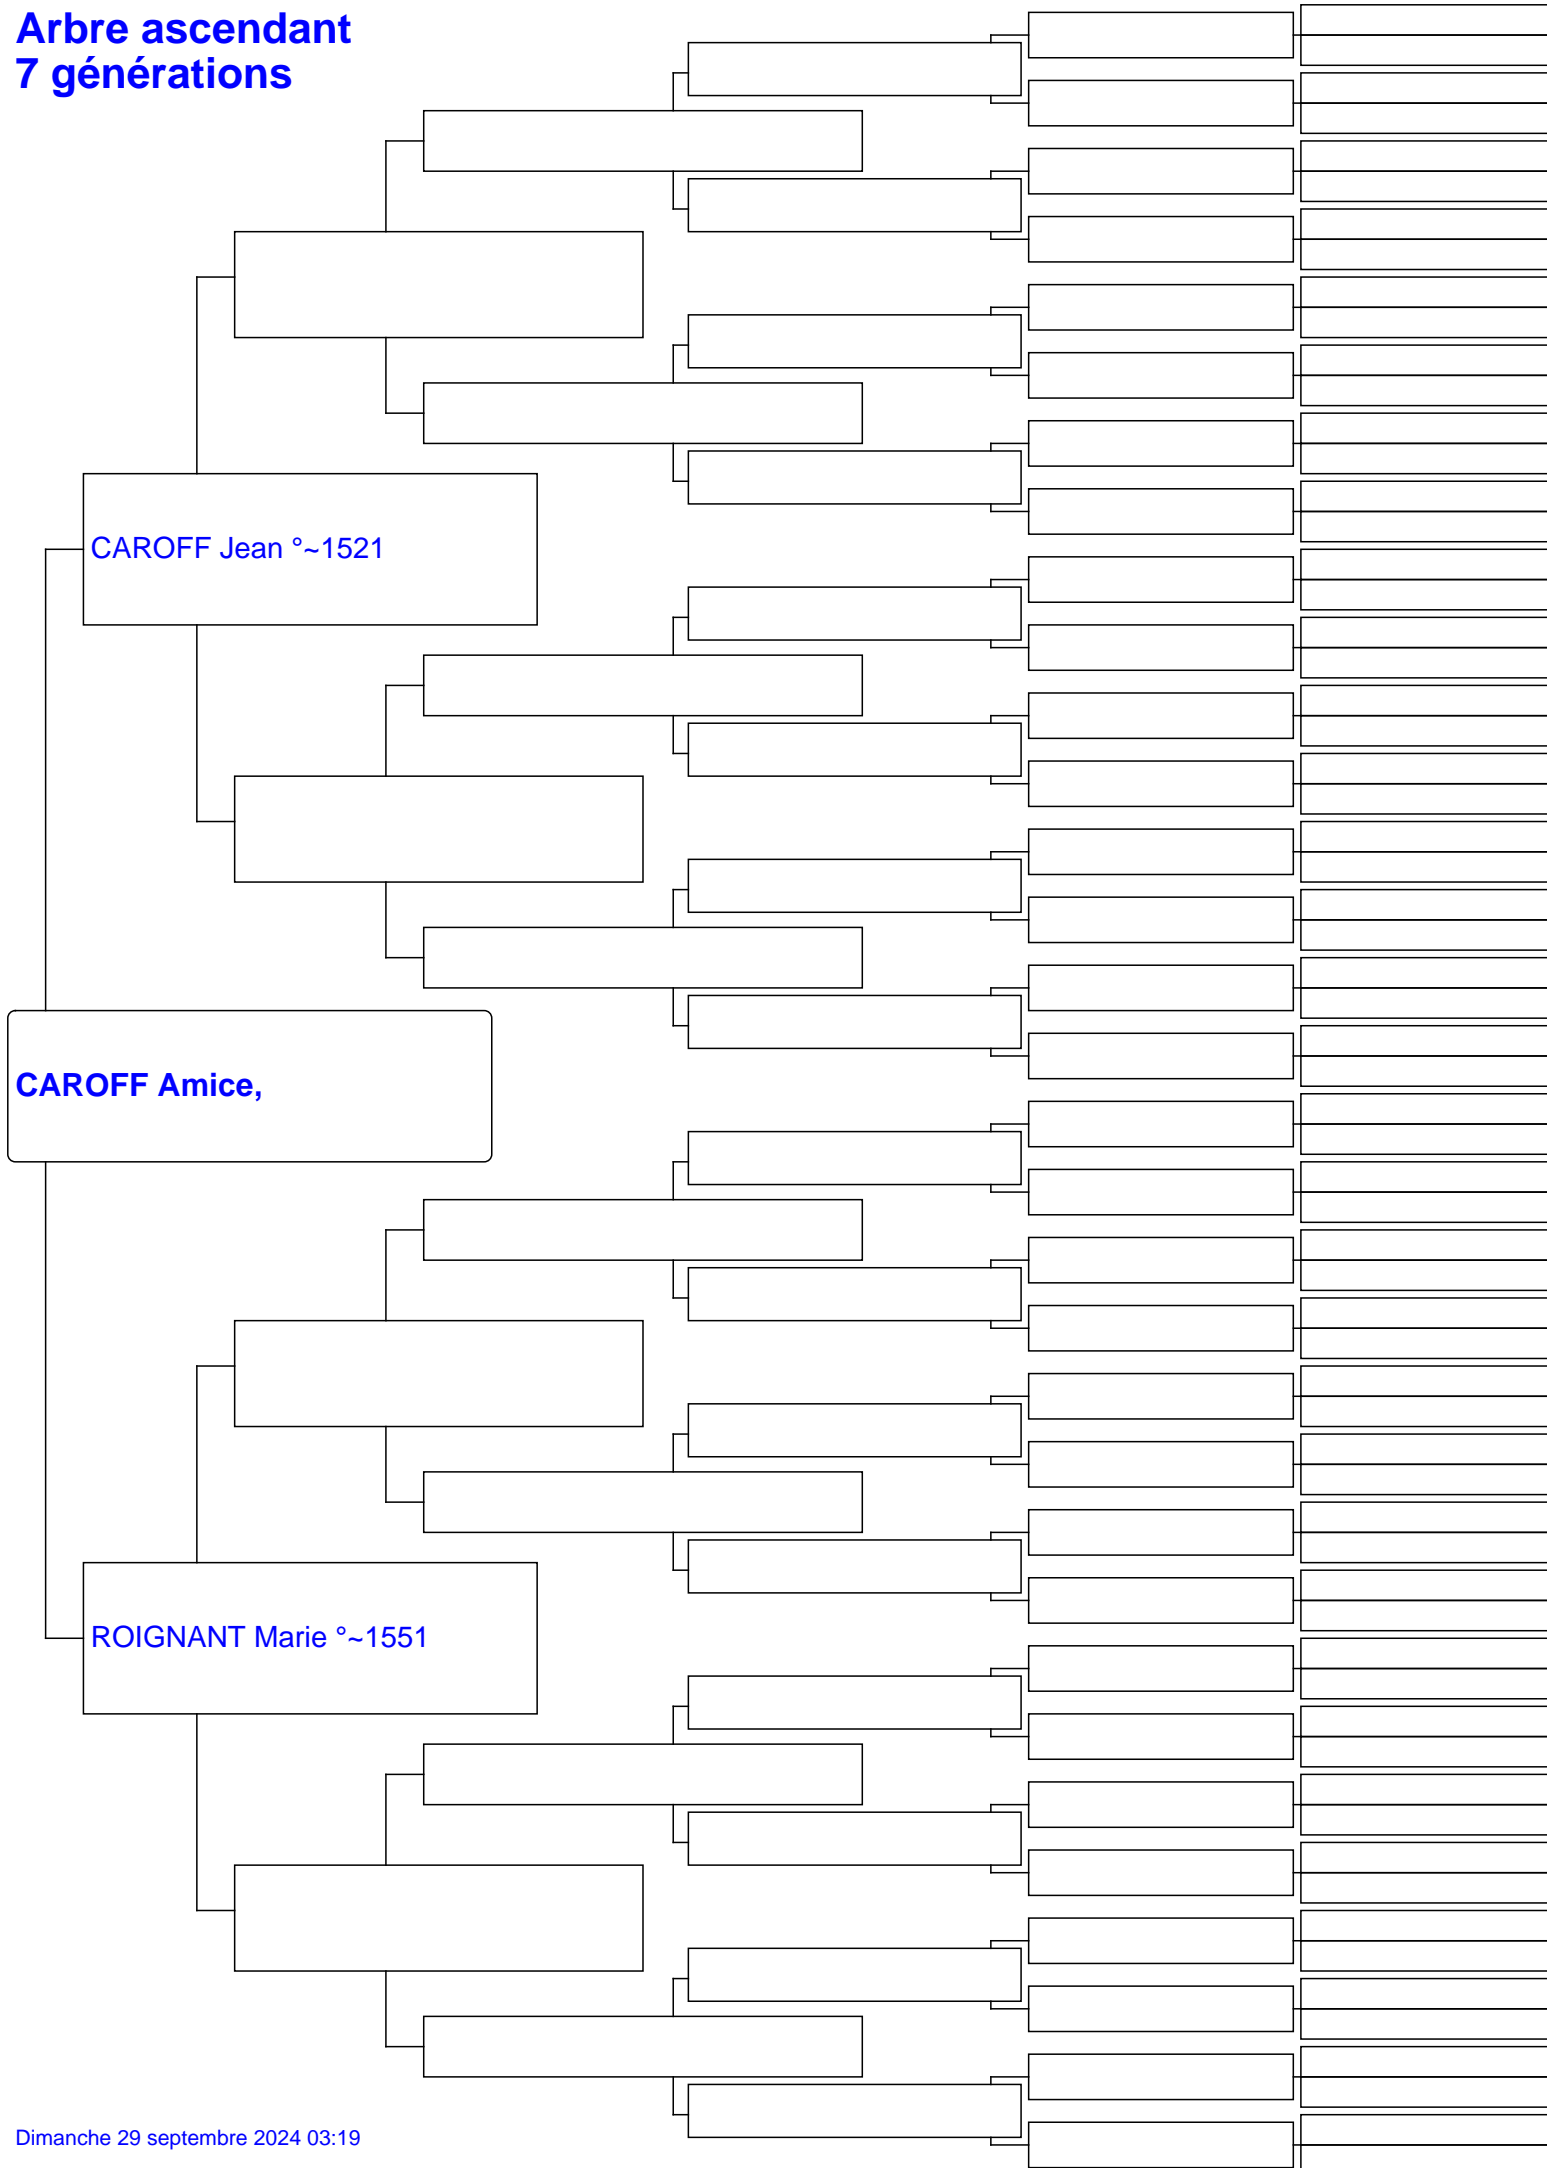 Arbre ascendant
7 générations
CAROFF Jean °~1521
CAROFF Amice,
ROIGNANT Marie °~1551
Dimanche 29 septembre 2024 03:19